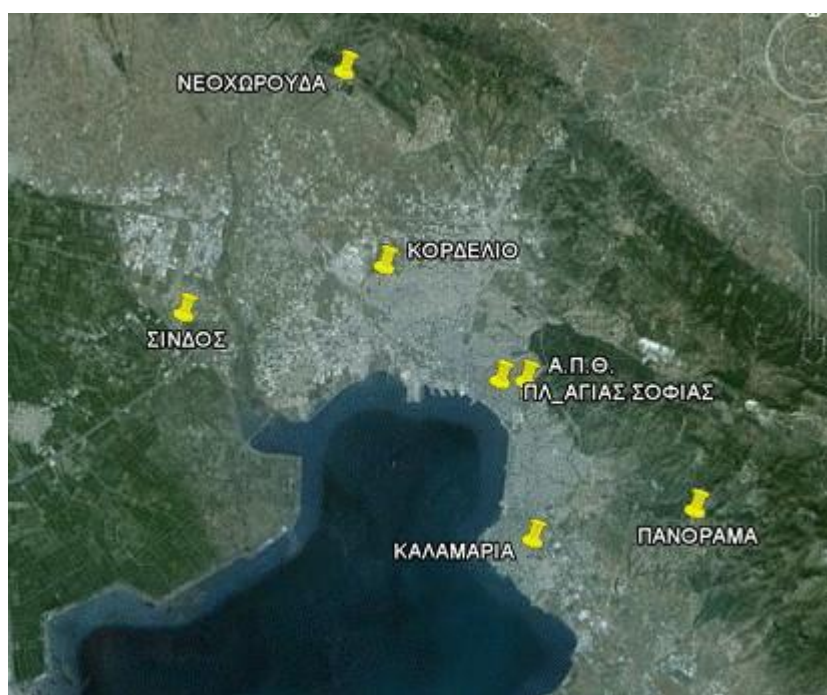 ΝΕΟΧΩΡΟΥΔΑ
ΚΟΡΔΕΛΙΟ
ΣΙΝΔΟΣ
Α.Π.Θ.
ΠΛ_ΑΓΙΑΣ ΣΟΦΙΑΣ
ΠΑΝΟΡΑΜΑ
ΚΑΛΑΜΑΡΙΑ